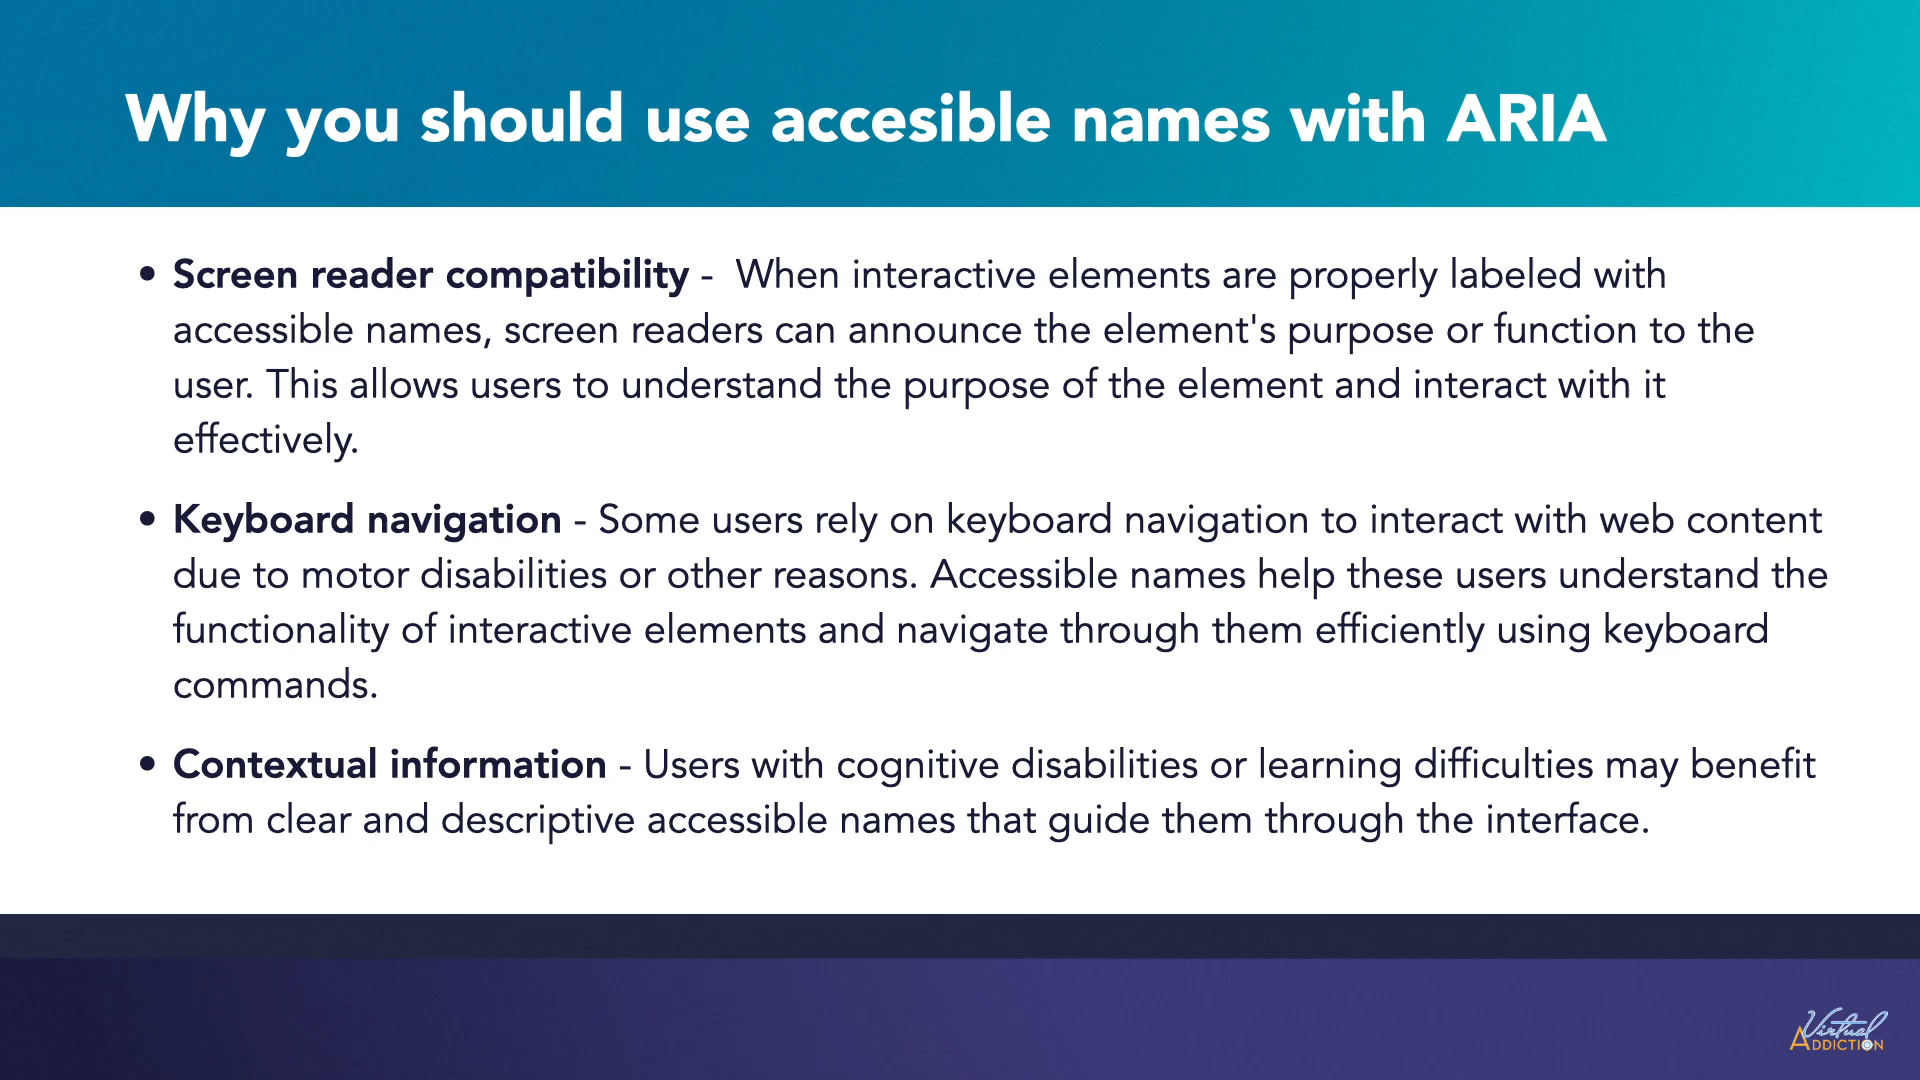 Why you should use accesible names with ARIA
• Screen reader compatibility -  When interactive elements are properly labeled with
accessible names, screen readers can announce the element's purpose or function to the
user. This allows users to understand the purpose of the element and interact with it
effectively.
• Keyboard navigation - Some users rely on keyboard navigation to interact with web content
due to motor disabilities or other reasons. Accessible names help these users understand the
functionality of interactive elements and navigate through them efficiently using keyboard
commands.
• Contextual information - Users with cognitive disabilities or learning difficulties may benefit
from clear and descriptive accessible names that guide them through the interface.
Virtual
ADDICTION